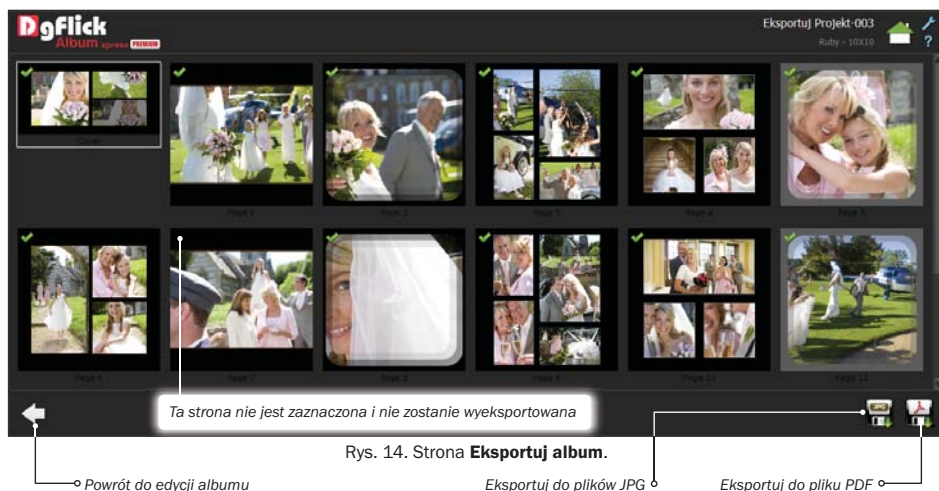 DgFlick
Album xpress PREMIUM
Eksportuj Projekt-003
Ruby - 10X10
?
Cover
Page 1
Page 2
Page 3
Page 4
Page 5
Page 6
Page 7
Page 8
Page 9
Page 10
Page 11
Ta strona nie jest zaznaczona i nie zostanie wyeksportowana
JPG
Rys. 14. Strona Eksportuj album.
Powrót do edycji albumu
Eksportuj do plików JPG
Eksportuj do pliku PDF